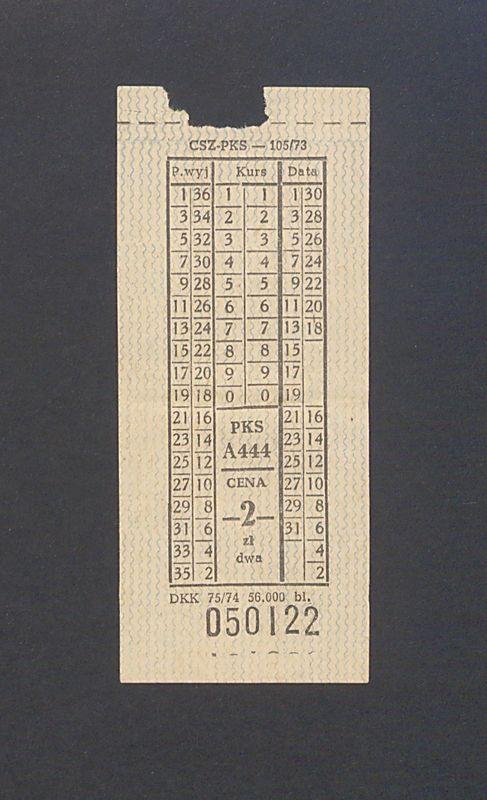 CSZ-PKS — 105/73
P.wyj Kurs Data
1 36 1 1 1 30
3 34 2 2 3 28
5 32 3 3 5 26
7 30 4 4 7 24
9 28 5 5 9 22
11 26 6 6 11 20
13 24 7 7 13 18
15 22 8 8 15
17 20 9 9 17
19 18 0 0 19
21 16 21 16
23 14 PKS 23 14
25 12 A444 25 12
27 10 CENA 27 10
29 8 –2– 29 8
31 6 zł 31 6
33 4 dwa 4
35 2 2
DKK 75/74 56.000 bl.
050122